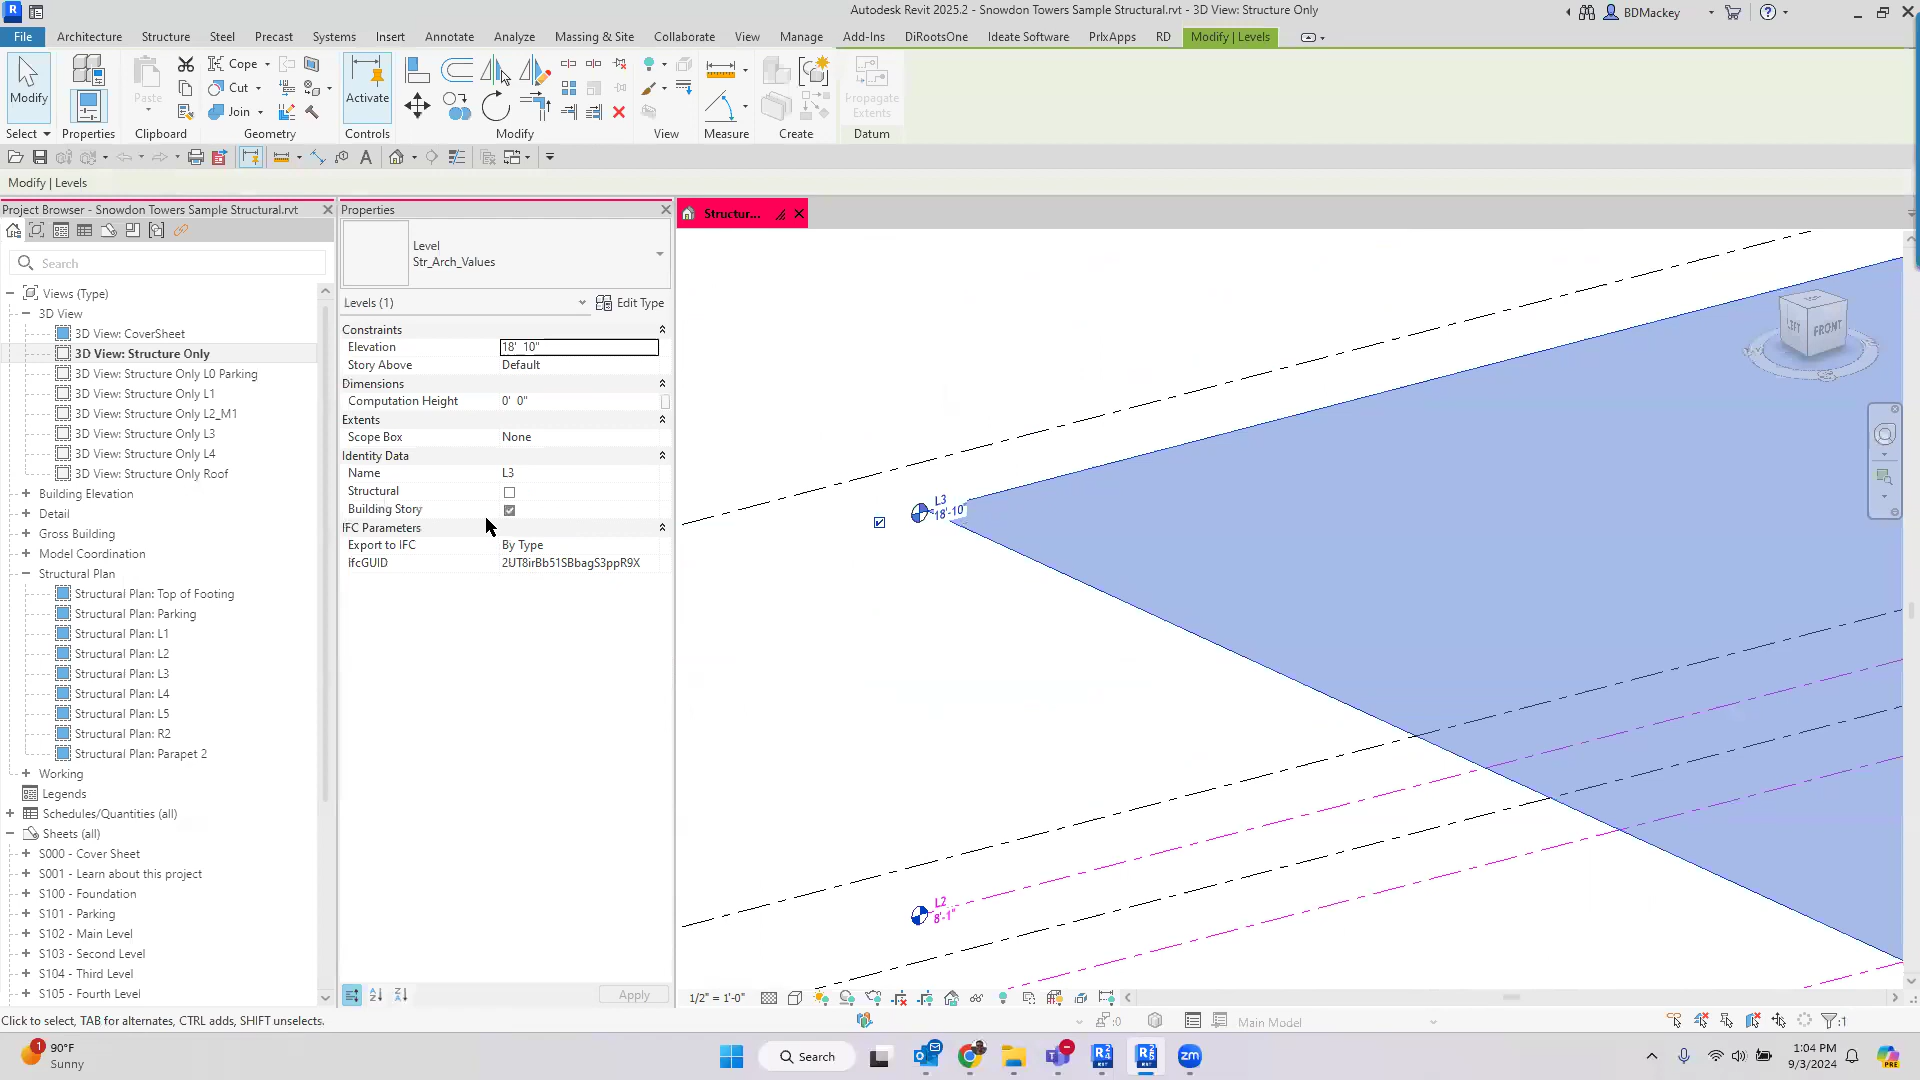 Autodesk Revit 2025.2 - Snowdon Towers Sample Structural.rvt - 3D View: Structure Only
BDMackey
File Architecture Structure Steel Precast Systems Insert Annotate Analyze Massing & Site Collaborate View Manage Add-Ins DiRootsOne Ideate Software PrlxApps RD Modify | Levels
Modify
Paste
Cope
Cut
Join
Activate
Propagate
Extents
Select Properties Clipboard Geometry Controls Modify View Measure Create Datum
Modify | Levels
Project Browser - Snowdon Towers Sample Structural.rvt
Search
Views (Type)
3D View
3D View: CoverSheet
3D View: Structure Only
3D View: Structure Only L0 Parking
3D View: Structure Only L1
3D View: Structure Only L2_M1
3D View: Structure Only L3
3D View: Structure Only L4
3D View: Structure Only Roof
Building Elevation
Detail
Gross Building
Model Coordination
Structural Plan
Structural Plan: Top of Footing
Structural Plan: Parking
Structural Plan: L1
Structural Plan: L2
Structural Plan: L3
Structural Plan: L4
Structural Plan: L5
Structural Plan: R2
Structural Plan: Parapet 2
Working
Legends
Schedules/Quantities (all)
Sheets (all)
S000 - Cover Sheet
S001 - Learn about this project
S100 - Foundation
S101 - Parking
S102 - Main Level
S103 - Second Level
S104 - Third Level
S105 - Fourth Level
Properties
Level
Str_Arch_Values
Levels (1)
Edit Type
Constraints
Elevation 18'  10"
Story Above Default
Dimensions
Computation Height 0'  0"
Extents
Scope Box None
Identity Data
Name L3
Structural
Building Story
IFC Parameters
Export to IFC By Type
IfcGUID 2UT8irBb51SBbagS3ppR9X
Apply
Structur...
LEFT FRONT
L3
18'-10"
L2
8'-1"
1/2" = 1'-0"
Click to select, TAB for alternates, CTRL adds, SHIFT unselects.
:0
Main Model
:1
1
90°F
Sunny
Search
zm
1:04 PM
9/3/2024